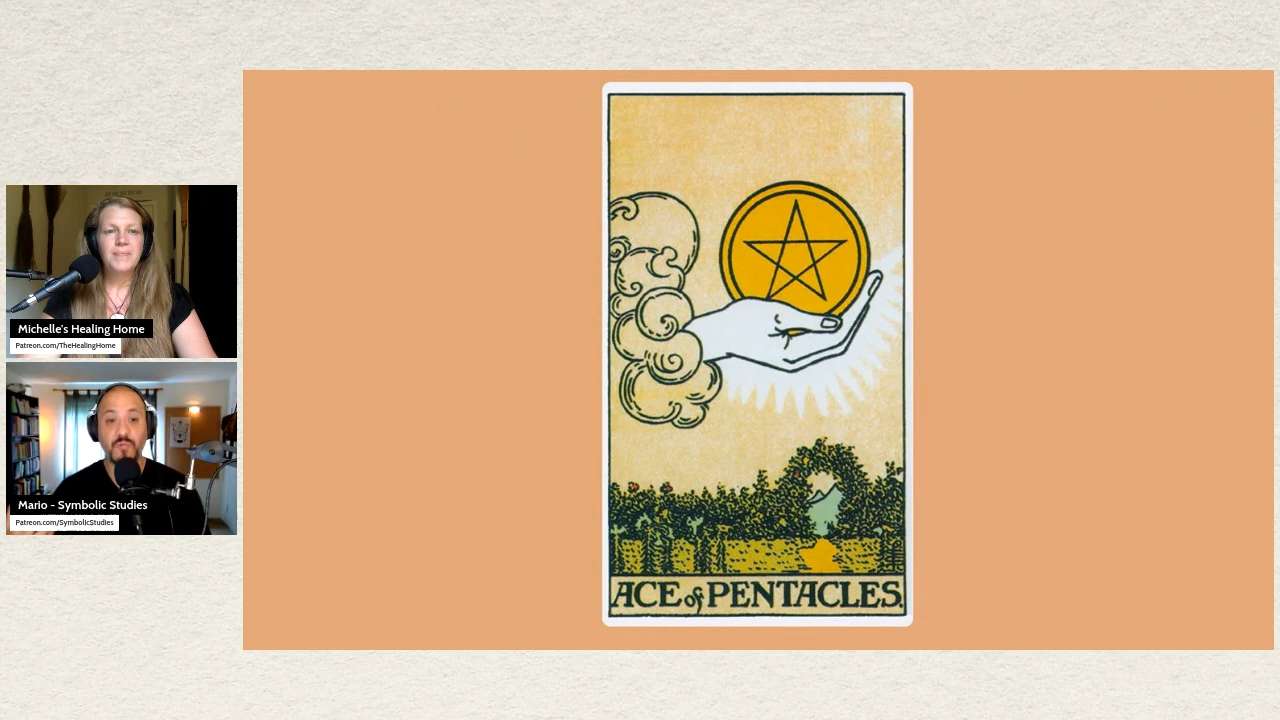 Michelle's Healing Home
Patreon.com/TheHealingHome
Mario - Symbolic Studies
Patreon.com/SymbolicStudies
ACE of PENTACLES.